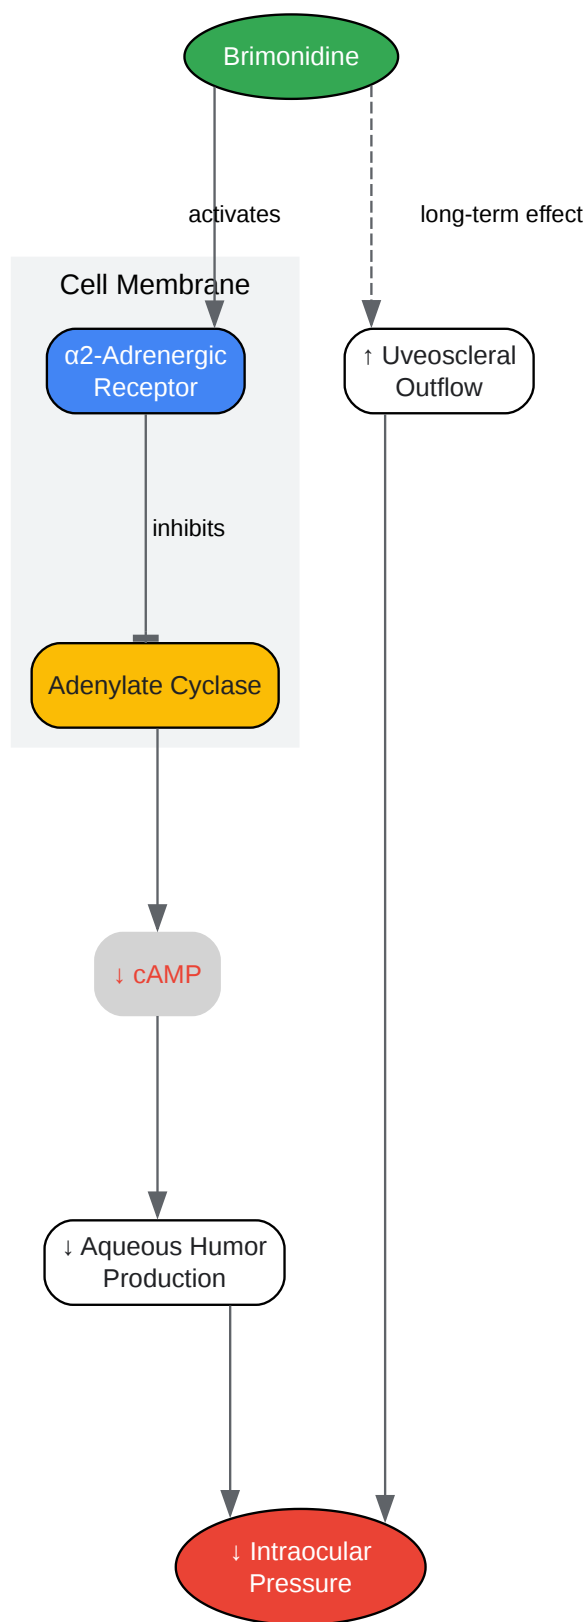 Brimonidine
activates
long-term effect
Cell Membrane
α2-Adrenergic
Receptor
↑ Uveoscleral
Outflow
inhibits
Adenylate Cyclase
↓ cAMP
↓ Aqueous Humor
Production
↓ Intraocular
Pressure